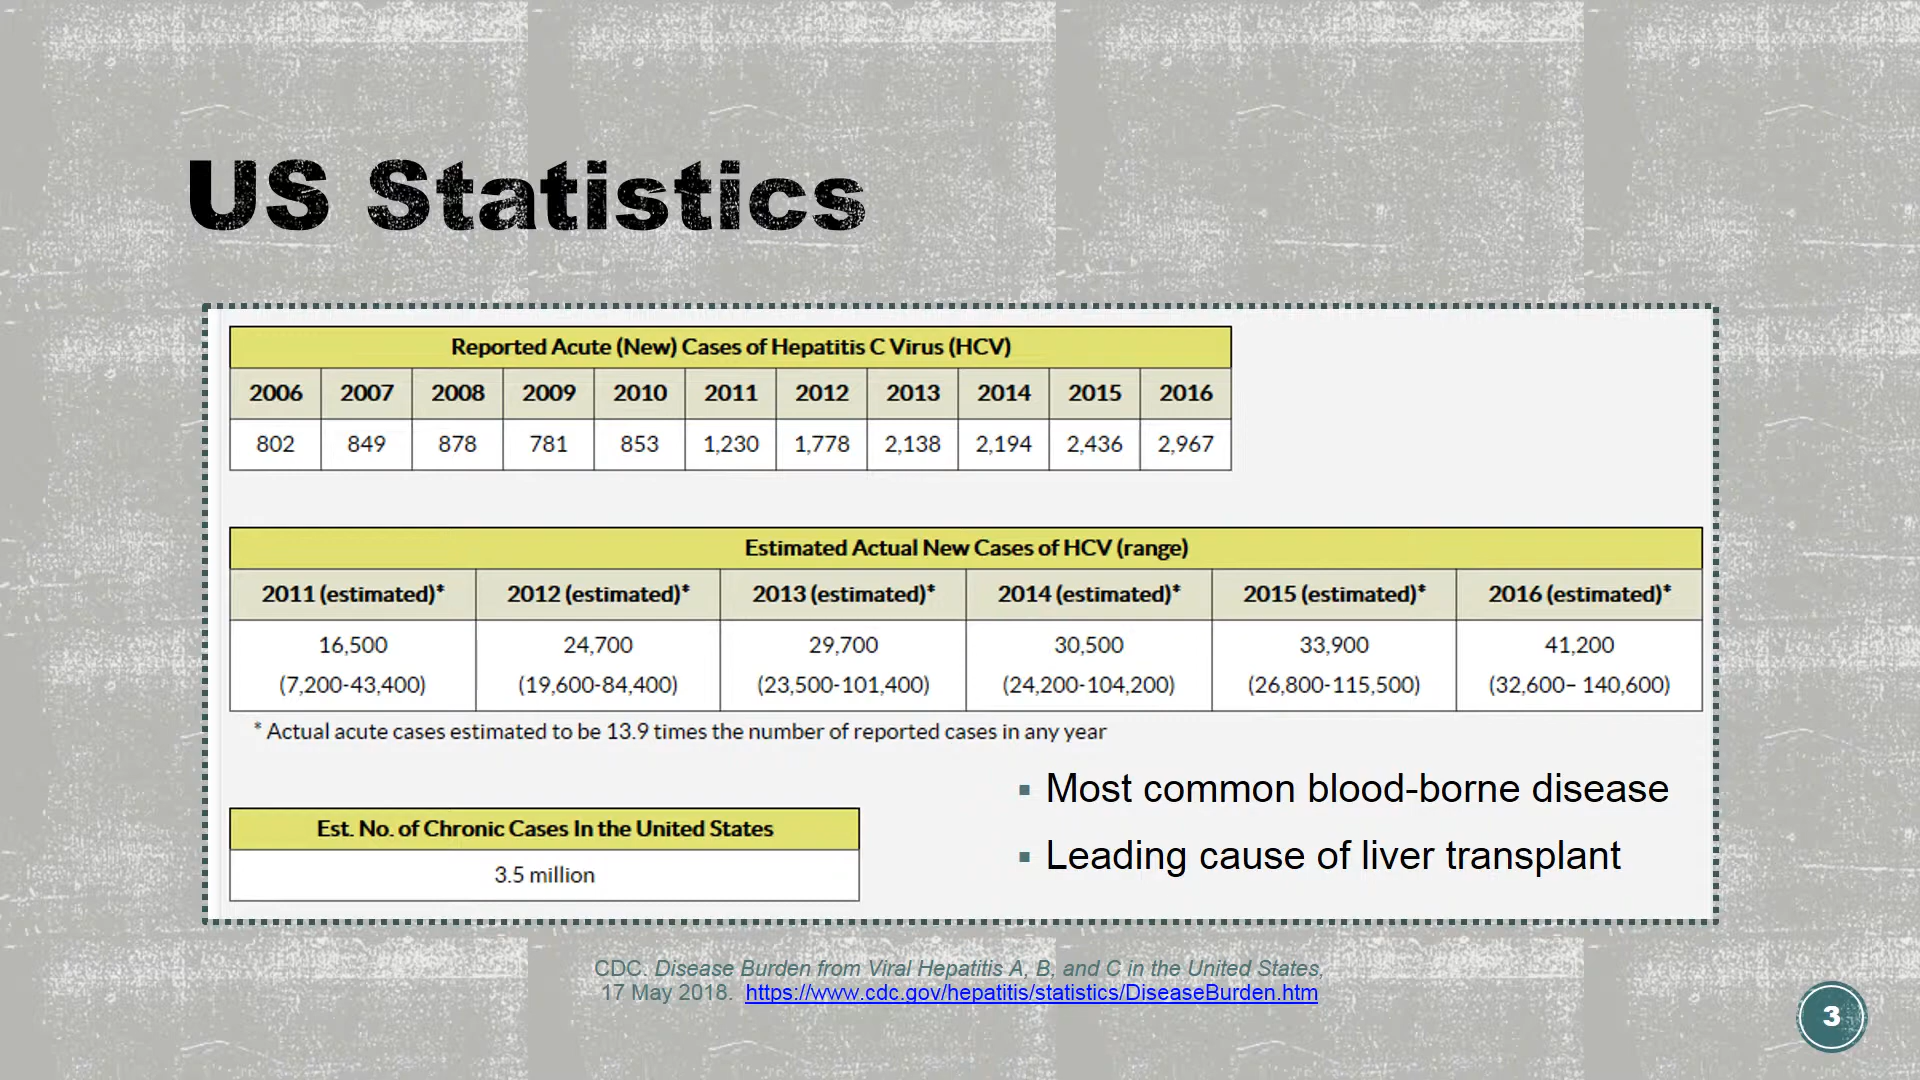 US Statistics
Reported Acute (New) Cases of Hepatitis C Virus (HCV)
2006 2007 2008 2009 2010 2011 2012 2013 2014 2015 2016
802 849 878 781 853 1,230 1,778 2,138 2,194 2,436 2,967
Estimated Actual New Cases of HCV (range)
2011 (estimated)* 2012 (estimated)* 2013 (estimated)* 2014 (estimated)* 2015 (estimated)* 2016 (estimated)*
16,500 24,700 29,700 30,500 33,900 41,200
(7,200-43,400) (19,600-84,400) (23,500-101,400) (24,200-104,200) (26,800-115,500) (32,600– 140,600)
* Actual acute cases estimated to be 13.9 times the number of reported cases in any year
▪ Most common blood-borne disease
▪ Leading cause of liver transplant
Est. No. of Chronic Cases In the United States
3.5 million
CDC. Disease Burden from Viral Hepatitis A, B, and C in the United States,
17 May 2018. https://www.cdc.gov/hepatitis/statistics/DiseaseBurden.htm
3